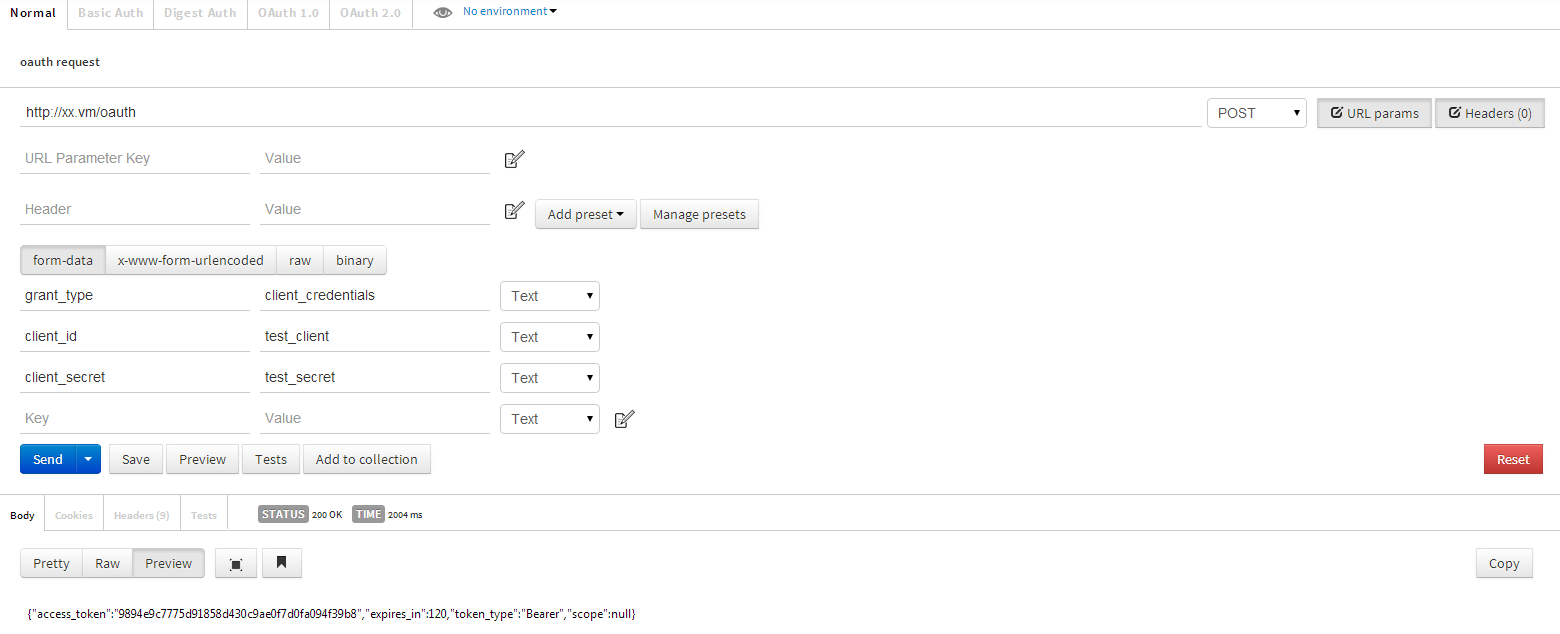 Normal Basic Auth Digest Auth OAuth 1.0 OAuth 2.0 No environment
oauth request
http://xx.vm/oauth POST URL params Headers (0)
URL Parameter Key Value
Header Value Add preset Manage presets
form-data x-www-form-urlencoded raw binary
grant_type client_credentials Text
client_id test_client Text
client_secret test_secret Text
Key Value Text
Send Save Preview Tests Add to collection Reset
Body Cookies Headers (9) Tests STATUS 200 OK TIME 2004 ms
Pretty Raw Preview Copy
{"access_token":"9894e9c7775d91858d430c9ae0f7d0fa094f39b8","expires_in":120,"token_type":"Bearer","scope":null}